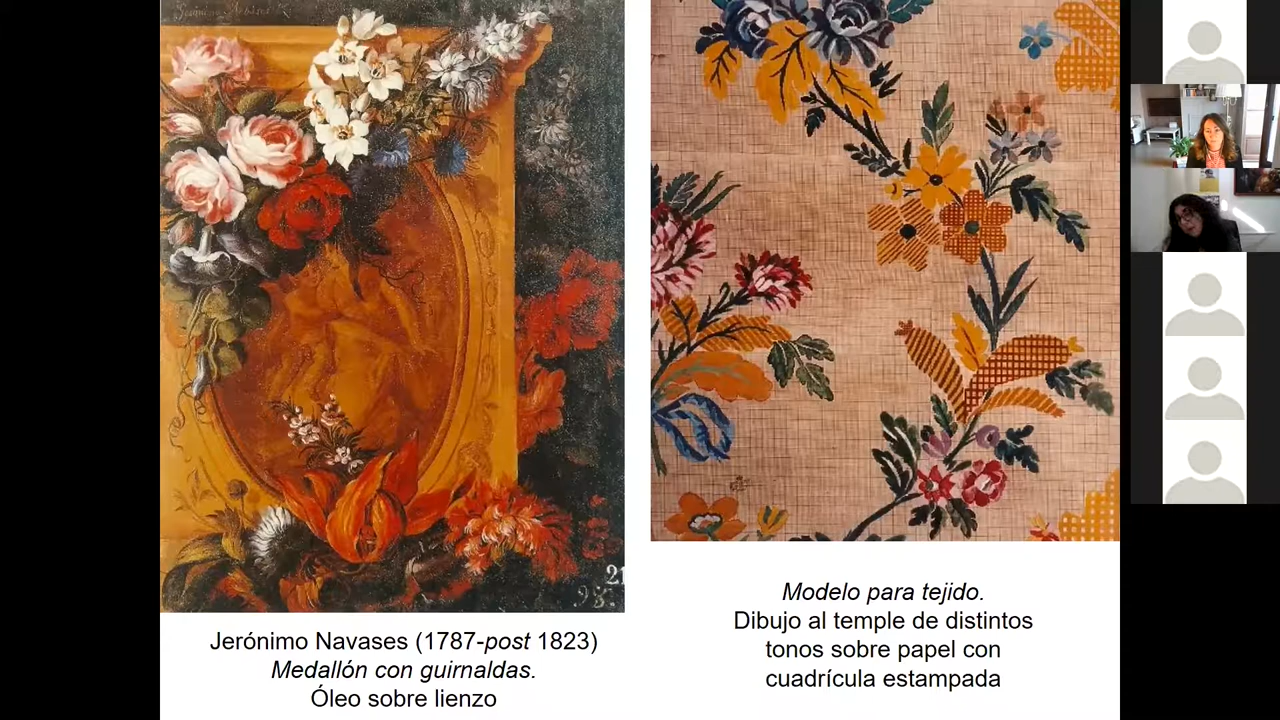 Jerónimo Navases (1787-post 1823)
Medallón con guirnaldas.
Óleo sobre lienzo
Modelo para tejido.
Dibujo al temple de distintos
tonos sobre papel con
cuadrícula estampada